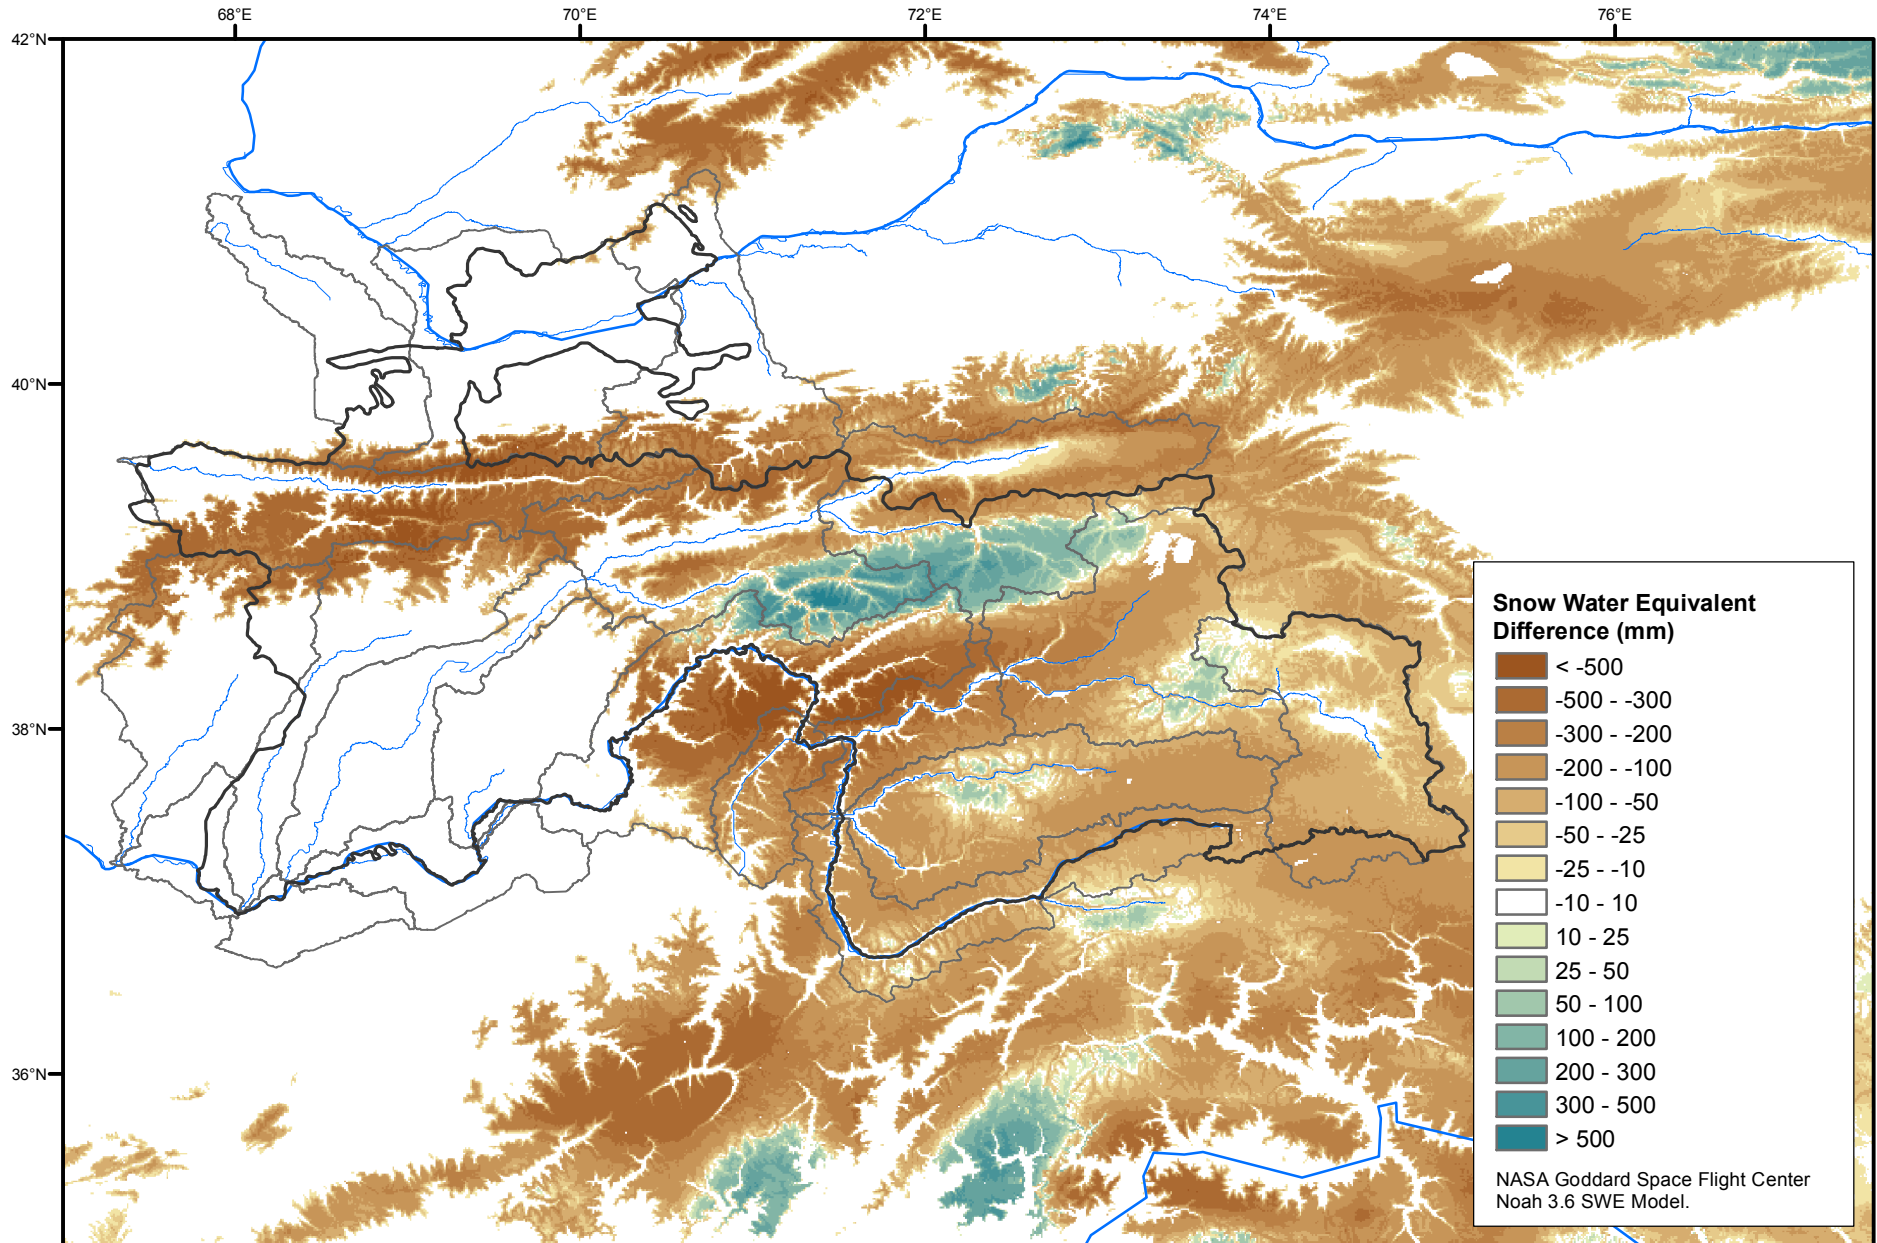 68°E 70°E 72°E 74°E 76°E
42°N
40°N
38°N
36°N
Snow Water Equivalent
Difference (mm)
< -500
-500 - -300
-300 - -200
-200 - -100
-100 - -50
-50 - -25
-25 - -10
-10 - 10
10 - 25
25 - 50
50 - 100
100 - 200
200 - 300
300 - 500
> 500
NASA Goddard Space Flight Center
Noah 3.6 SWE Model.